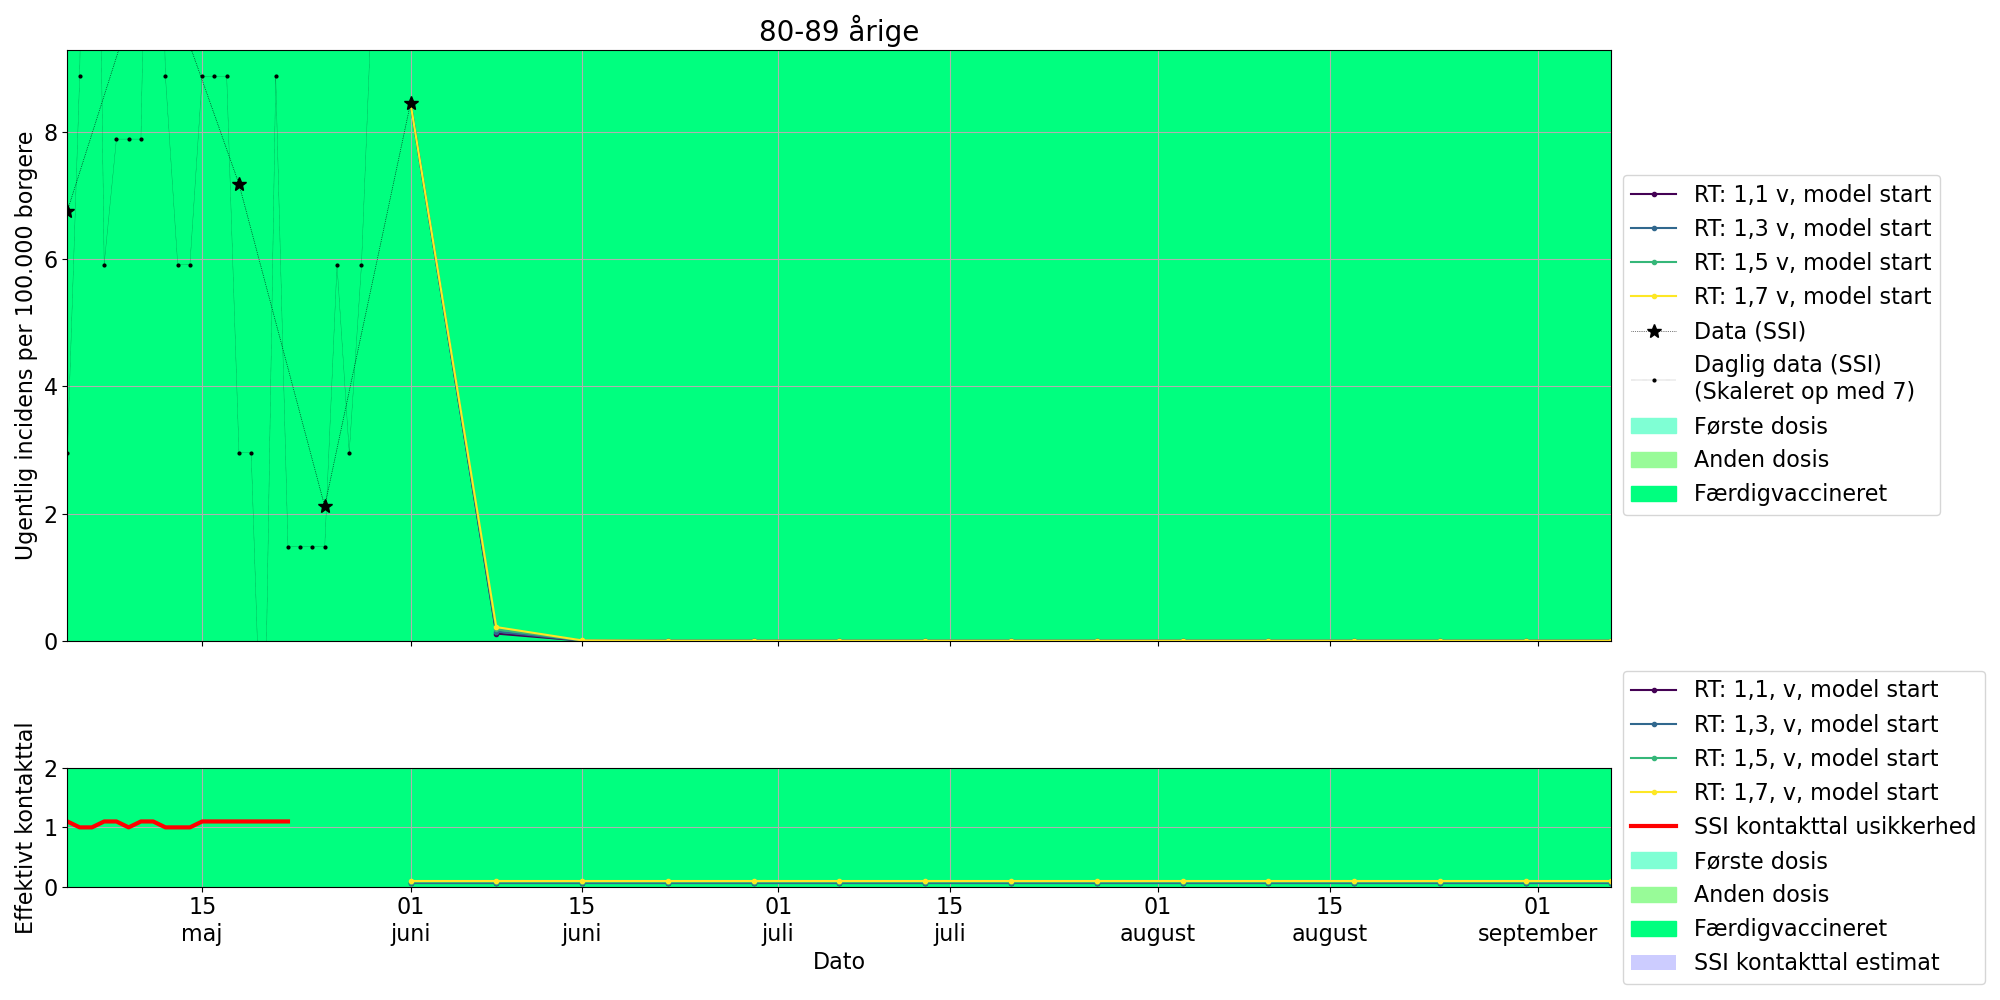 80-89 årige
Ugentlig incidens per 100.000 borgere
8
6
4
2
0
RT: 1,1 v, model start
RT: 1,3 v, model start
RT: 1,5 v, model start
RT: 1,7 v, model start
Data (SSI)
Daglig data (SSI)
(Skaleret op med 7)
Første dosis
Anden dosis
Færdigvaccineret
Effektivt kontakttal
2
1
0
RT: 1,1, v, model start
RT: 1,3, v, model start
RT: 1,5, v, model start
RT: 1,7, v, model start
SSI kontakttal usikkerhed
Første dosis
Anden dosis
Færdigvaccineret
SSI kontakttal estimat
15 01 15 01 15 01 15 01
maj juni juni juli juli august august september
Dato